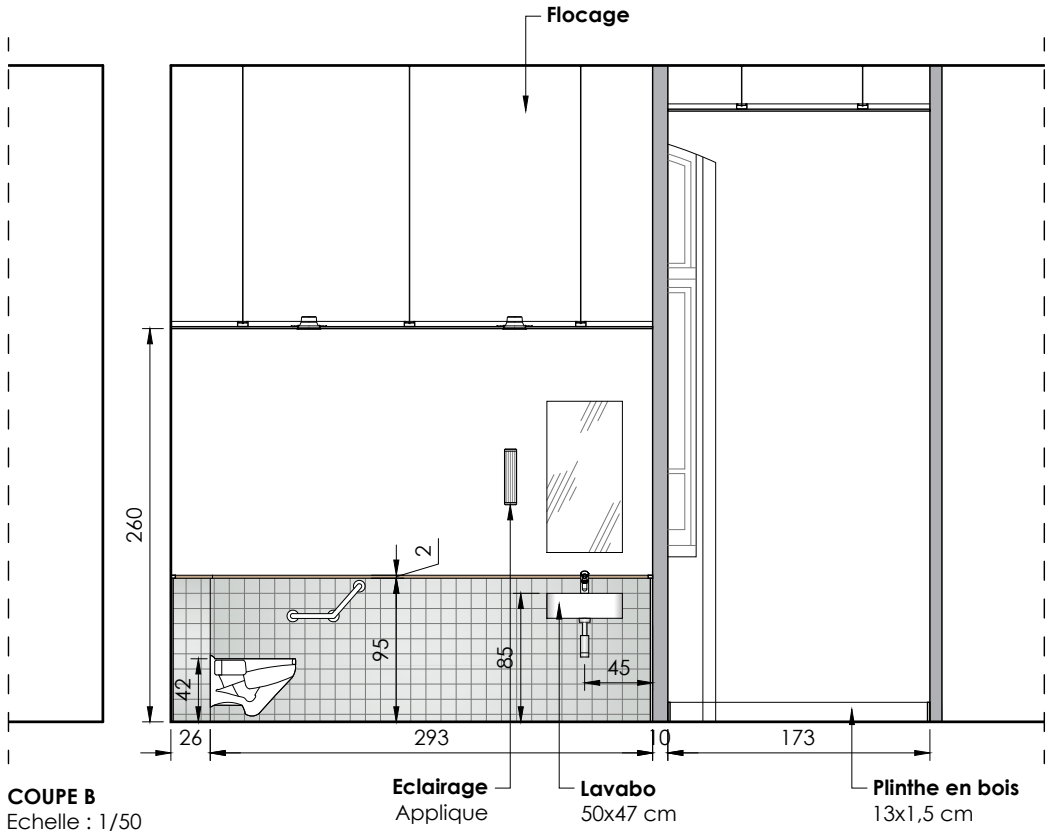 Flocage
260
2
95
85
45
42
26
293
10
173
Eclairage
Applique
Lavabo
50x47 cm
Plinthe en bois
13x1,5 cm
COUPE B
Echelle : 1/50